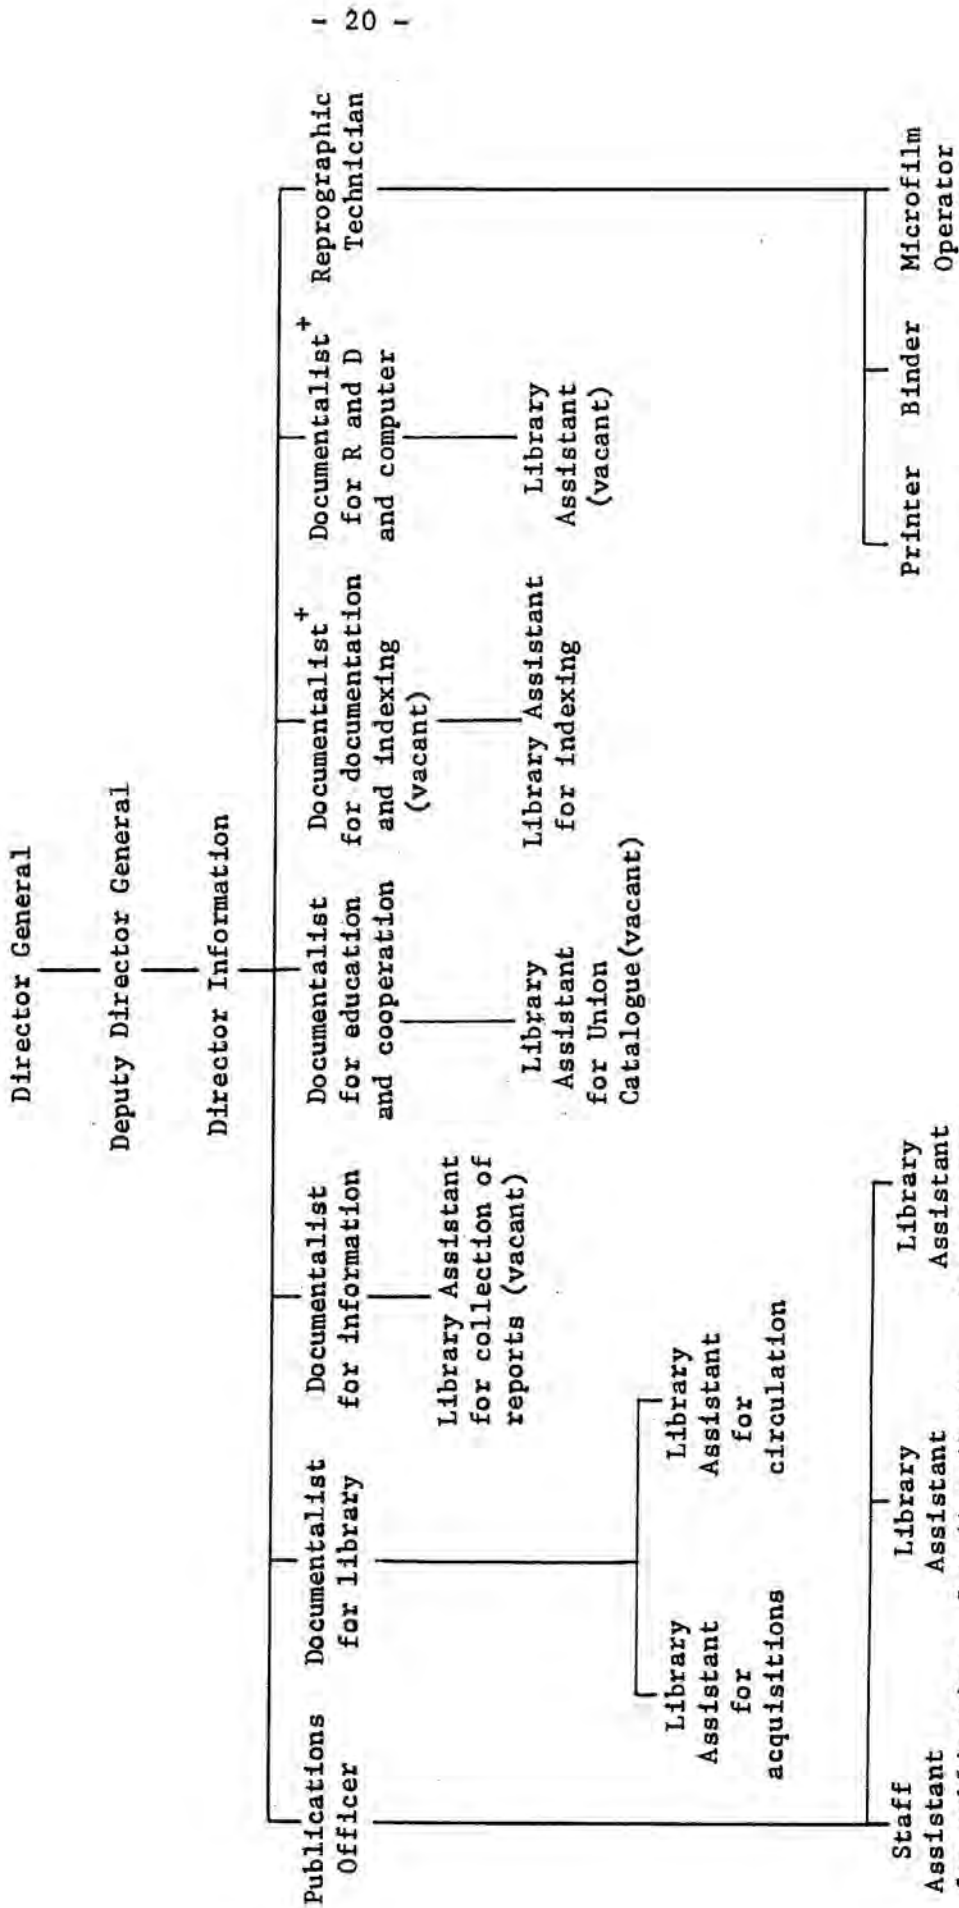 - 20 -
Director General
Deputy Director General
Director Information
Publications
Officer
Documentalist
for library
Documentalist
for information
Documentalist
for education
and cooperation
Documentalist+
for documentation
and indexing
(vacant)
Documentalist+
for R and D
and computer
Reprographic
Technician
Library Assistant
for collection of
reports (vacant)
Library
Assistant
for Union
Catalogue(vacant)
Library Assistant
for indexing
Library
Assistant
(vacant)
Library
Assistant
for
acquisitions
Library
Assistant
for
circulation
Staff
Assistant
Library
Assistant
Library
Assistant
Printer
Binder
Microfilm
Operator